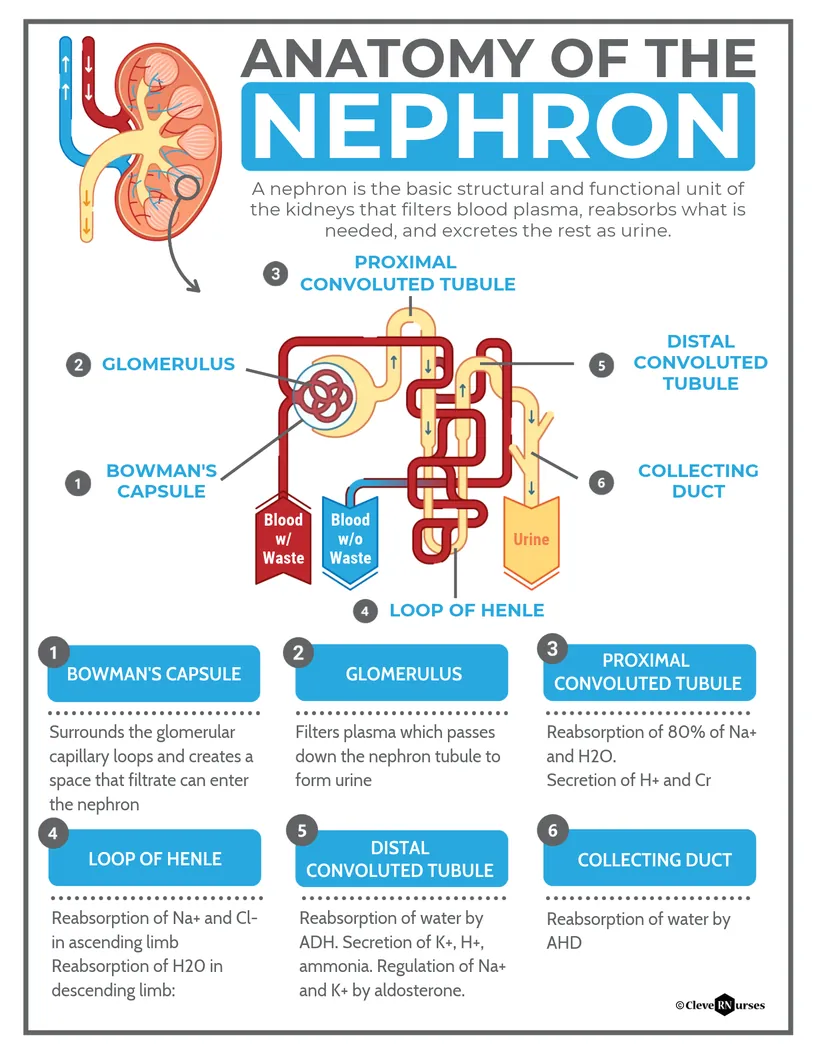 ANATOMY OF THE
NEPHRON
A nephron is the basic structural and functional unit of
the kidneys that filters blood plasma, reabsorbs what is
needed, and excretes the rest as urine.
3
PROXIMAL
CONVOLUTED TUBULE
2
GLOMERULUS
5
DISTAL
CONVOLUTED
TUBULE
1
BOWMAN'S
CAPSULE
6
COLLECTING
DUCT
Blood
w/
Waste
Blood
w/o
Waste
Urine
4
LOOP OF HENLE
1
BOWMAN'S CAPSULE
Surrounds the glomerular
capillary loops and creates a
space that filtrate can enter
the nephron
2
GLOMERULUS
Filters plasma which passes
down the nephron tubule to
form urine
3
PROXIMAL
CONVOLUTED TUBULE
Reabsorption of 80% of Na+
and H2O.
Secretion of H+ and Cr
4
LOOP OF HENLE
Reabsorption of Na+ and Cl-
in ascending limb
Reabsorption of H20 in
descending limb:
5
DISTAL
CONVOLUTED TUBULE
Reabsorption of water by
ADH. Secretion of K+, H+,
ammonia. Regulation of Na+
and K+ by aldosterone.
6
COLLECTING DUCT
Reabsorption of water by
AHD
©CleveRNurses